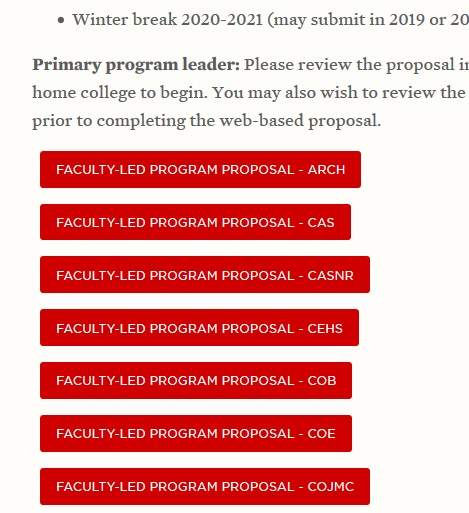 Winter break 2020-2021 (may submit in 2019 or 20
Primary program leader: Please review the proposal in
home college to begin. You may also wish to review the
prior to completing the web-based proposal.
FACULTY-LED PROGRAM PROPOSAL - ARCH
FACULTY-LED PROGRAM PROPOSAL - CAS
FACULTY-LED PROGRAM PROPOSAL - CASNR
FACULTY-LED PROGRAM PROPOSAL - CEHS
FACULTY-LED PROGRAM PROPOSAL - COB
FACULTY-LED PROGRAM PROPOSAL - COE
FACULTY-LED PROGRAM PROPOSAL - COJMC